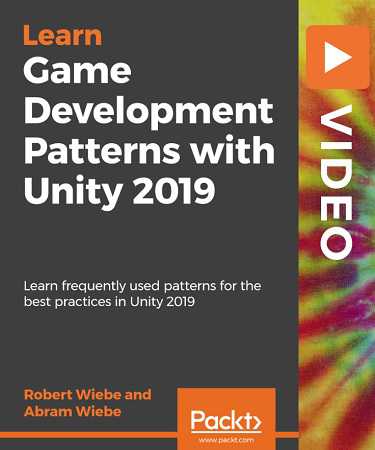 Learn
Game
Development
Patterns with
Unity 2019
Learn frequently used patterns for the
best practices in Unity 2019
Robert Wiebe and
Abram Wiebe
Packt>
www.packt.com
VIDEO